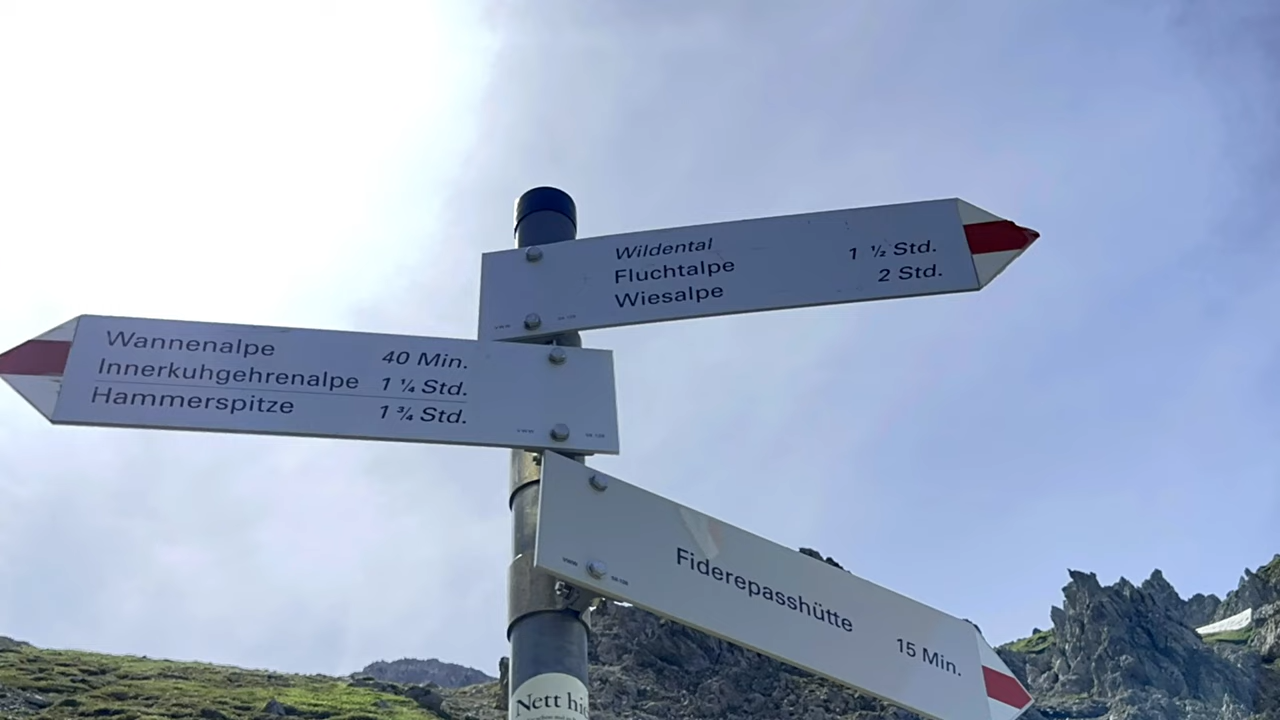 Wildental
Fluchtalpe 1 ½ Std.
Wiesalpe 2 Std.
Wannenalpe 40 Min.
Innerkuhgehrenalpe 1 ¼ Std.
Hammerspitze 1 ¾ Std.
Fiderepasshütte
15 Min.
Nett